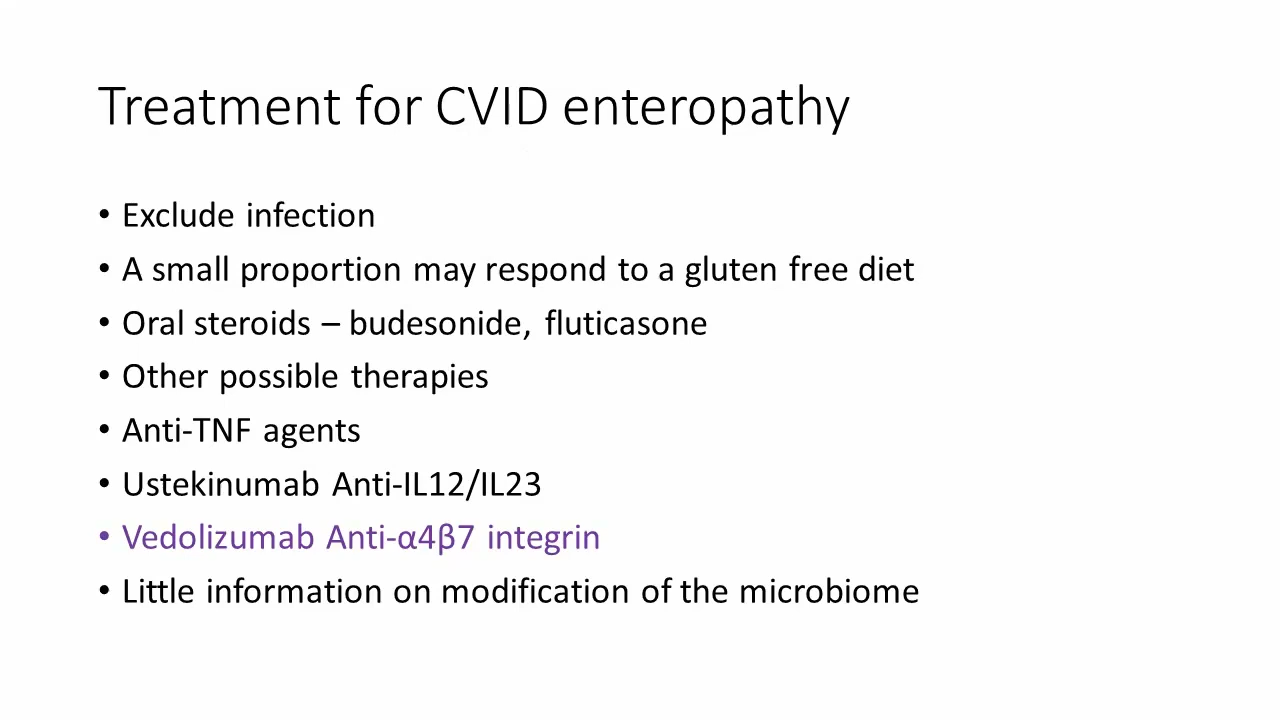 Treatment for CVID enteropathy
• Exclude infection
• A small proportion may respond to a gluten free diet
• Oral steroids – budesonide, fluticasone
• Other possible therapies
• Anti-TNF agents
• Ustekinumab Anti-IL12/IL23
• Vedolizumab Anti-α4β7 integrin
• Little information on modification of the microbiome